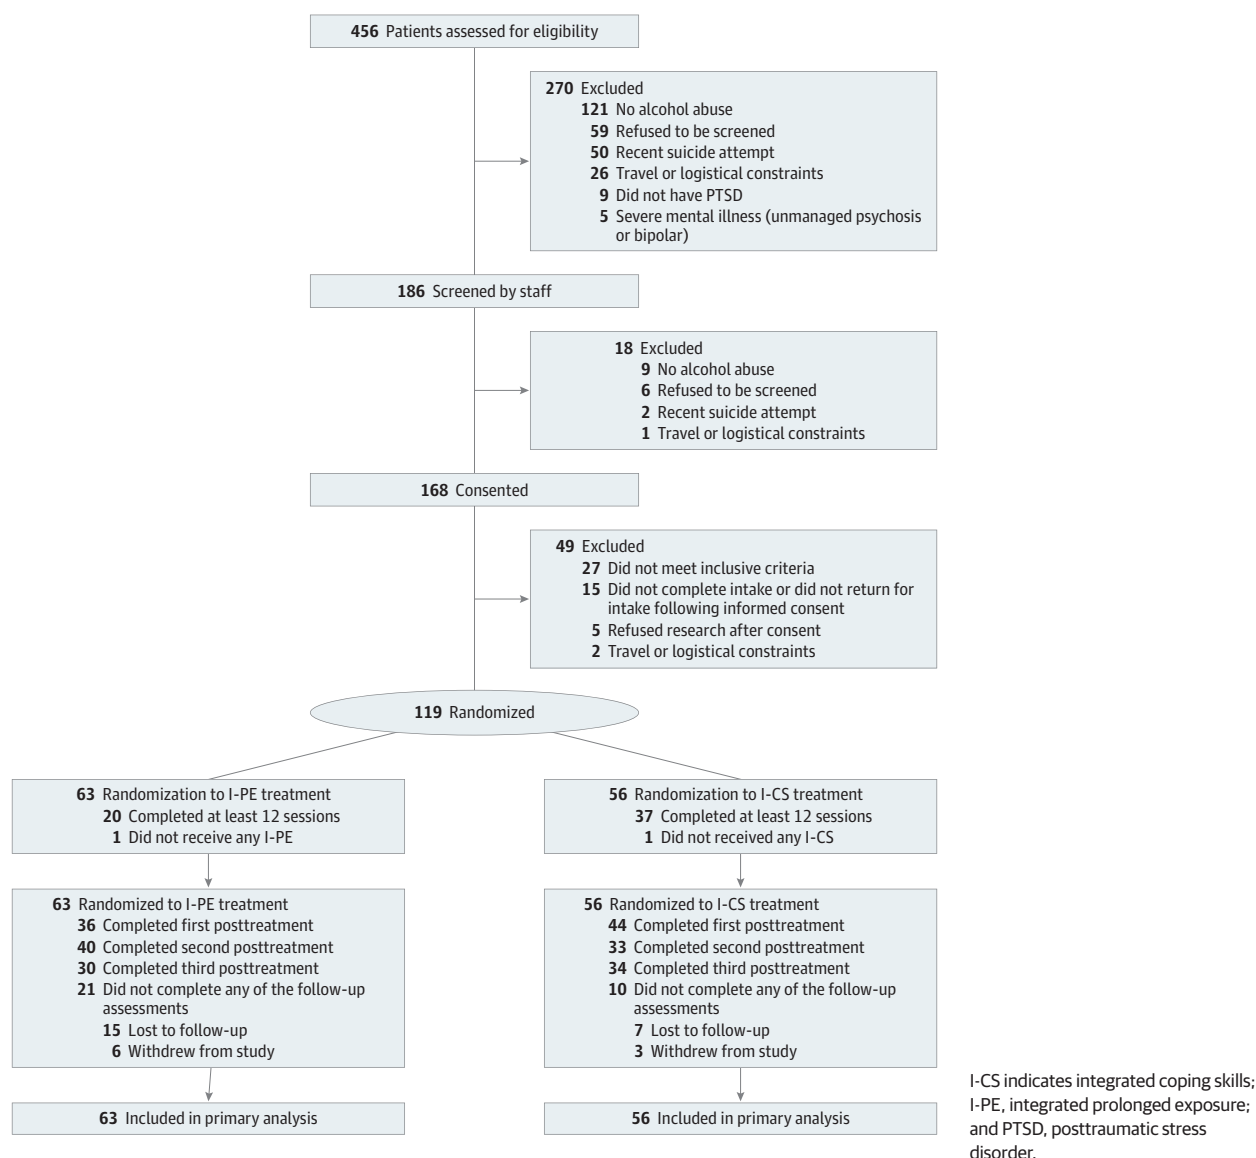 456 Patients assessed for eligibility
270 Excluded
121 No alcohol abuse
59 Refused to be screened
50 Recent suicide attempt
26 Travel or logistical constraints
9 Did not have PTSD
5 Severe mental illness (unmanaged psychosis
or bipolar)
186 Screened by staff
18 Excluded
9 No alcohol abuse
6 Refused to be screened
2 Recent suicide attempt
1 Travel or logistical constraints
168 Consented
49 Excluded
27 Did not meet inclusive criteria
15 Did not complete intake or did not return for
intake following informed consent
5 Refused research after consent
2 Travel or logistical constraints
119 Randomized
63 Randomization to I-PE treatment
20 Completed at least 12 sessions
1 Did not receive any I-PE
56 Randomization to I-CS treatment
37 Completed at least 12 sessions
1 Did not received any I-CS
63 Randomized to I-PE treatment
36 Completed first posttreatment
40 Completed second posttreatment
30 Completed third posttreatment
21 Did not complete any of the follow-up
assessments
15 Lost to follow-up
6 Withdrew from study
56 Randomized to I-CS treatment
44 Completed first posttreatment
33 Completed second posttreatment
34 Completed third posttreatment
10 Did not complete any of the follow-up
assessments
7 Lost to follow-up
3 Withdrew from study
63 Included in primary analysis
56 Included in primary analysis
I-CS indicates integrated coping skills;
I-PE, integrated prolonged exposure;
and PTSD, posttraumatic stress
disorder.